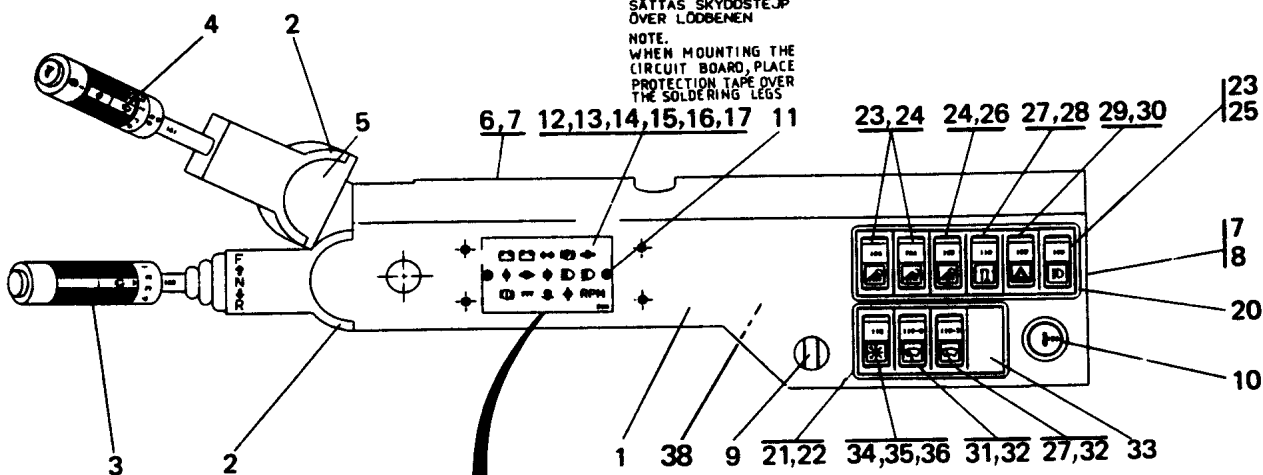 SÄTTAS SKYDDSTEJP
ÖVER LÖDBENEN
NOTE.
WHEN MOUNTING THE
CIRCUIT BOARD, PLACE
PROTECTION TAPE OVER
THE SOLDERING LEGS
4
2
5
6,7
12,13,14,15,16,17
11
23,24
24,26
27,28
29,30
23
25
7
8
20
F
N
R
RPM
10
3
2
1
38
9
21,22
34,35,36
31,32
27,32
33